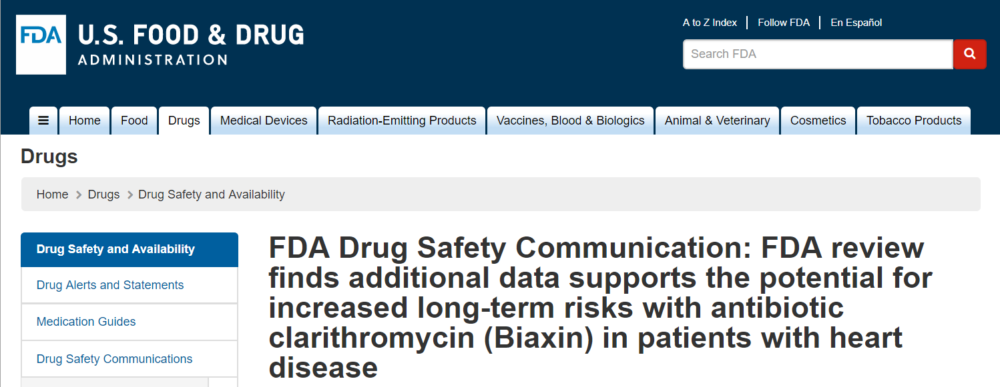 FDA
U.S. FOOD & DRUG
ADMINISTRATION
A to Z Index
Follow FDA
En Español
Search FDA
Home
Food
Drugs
Medical Devices
Radiation-Emitting Products
Vaccines, Blood & Biologics
Animal & Veterinary
Cosmetics
Tobacco Products
Drugs
Home
Drugs
Drug Safety and Availability
Drug Safety and Availability
Drug Alerts and Statements
Medication Guides
Drug Safety Communications
FDA Drug Safety Communication: FDA review
finds additional data supports the potential for
increased long-term risks with antibiotic
clarithromycin (Biaxin) in patients with heart
disease